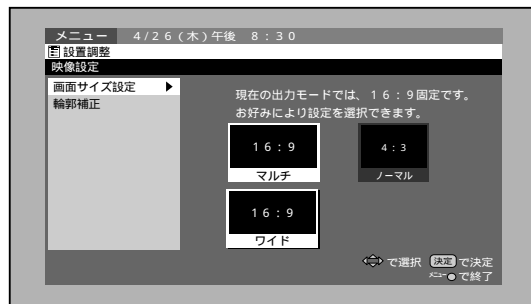 メニュー 4/26(木)午後 8:30
設置調整
映像設定
画面サイズ設定 ▶
輪郭補正
現在の出力モードでは、16:9固定です。
お好みにより設定を選択できます。
16:9
マルチ
4:3
ノーマル
16:9
ワイド
で選択 決定 で決定
メニュー で終了